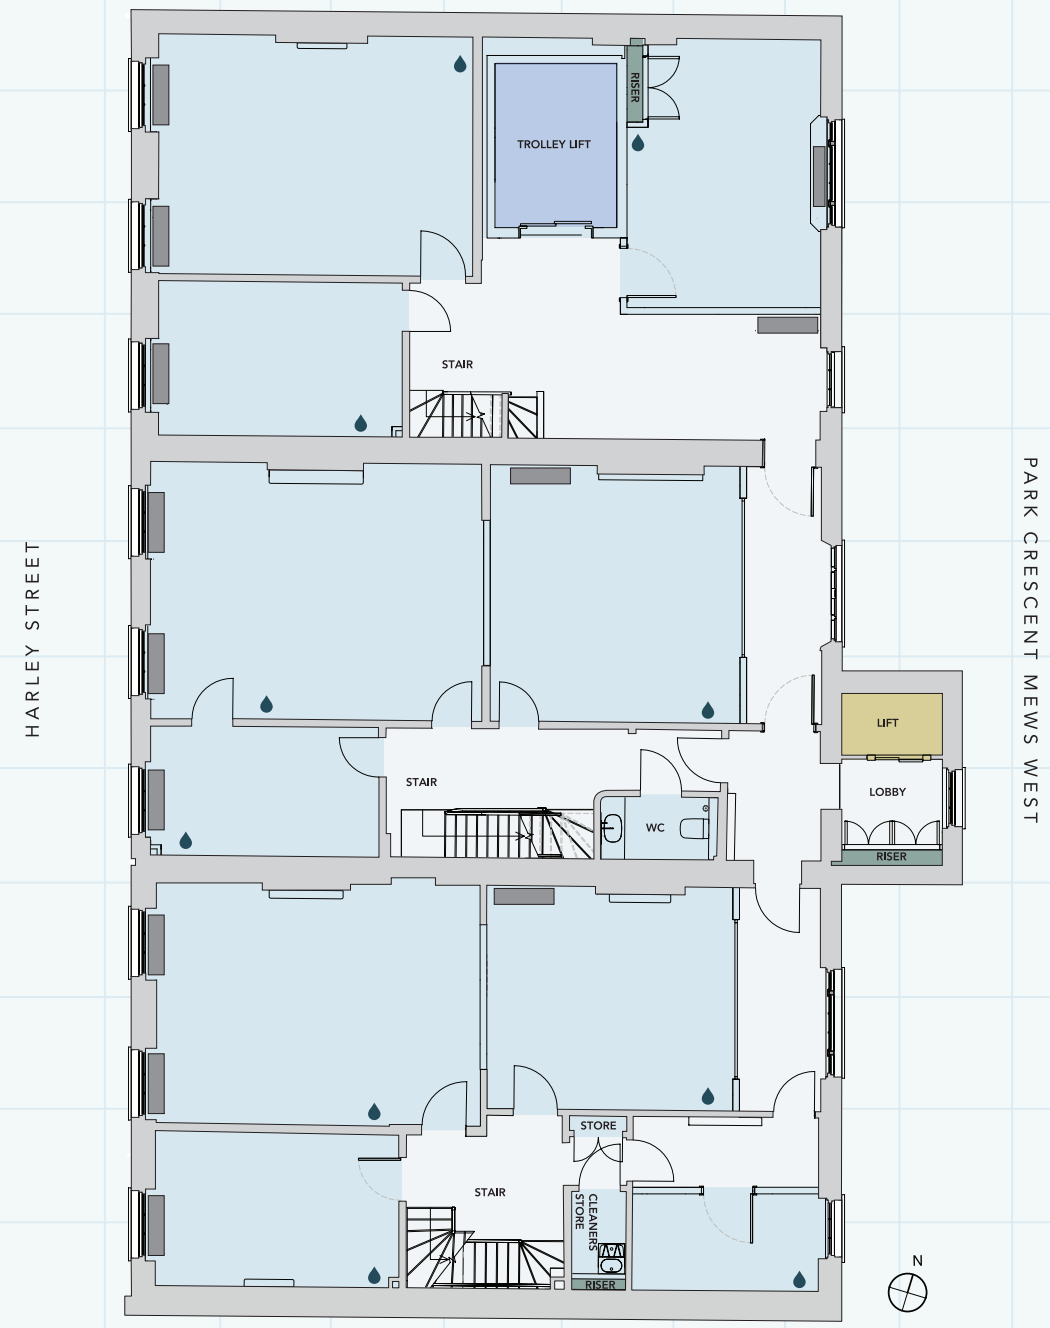 RISER
TROLLEY LIFT
STAIR
HARLEY STREET
PARK CRESCENT MEWS WEST
LIFT
STAIR
LOBBY
WC
RISER
STORE
STAIR
CLEANERS
STORE
RISER
N